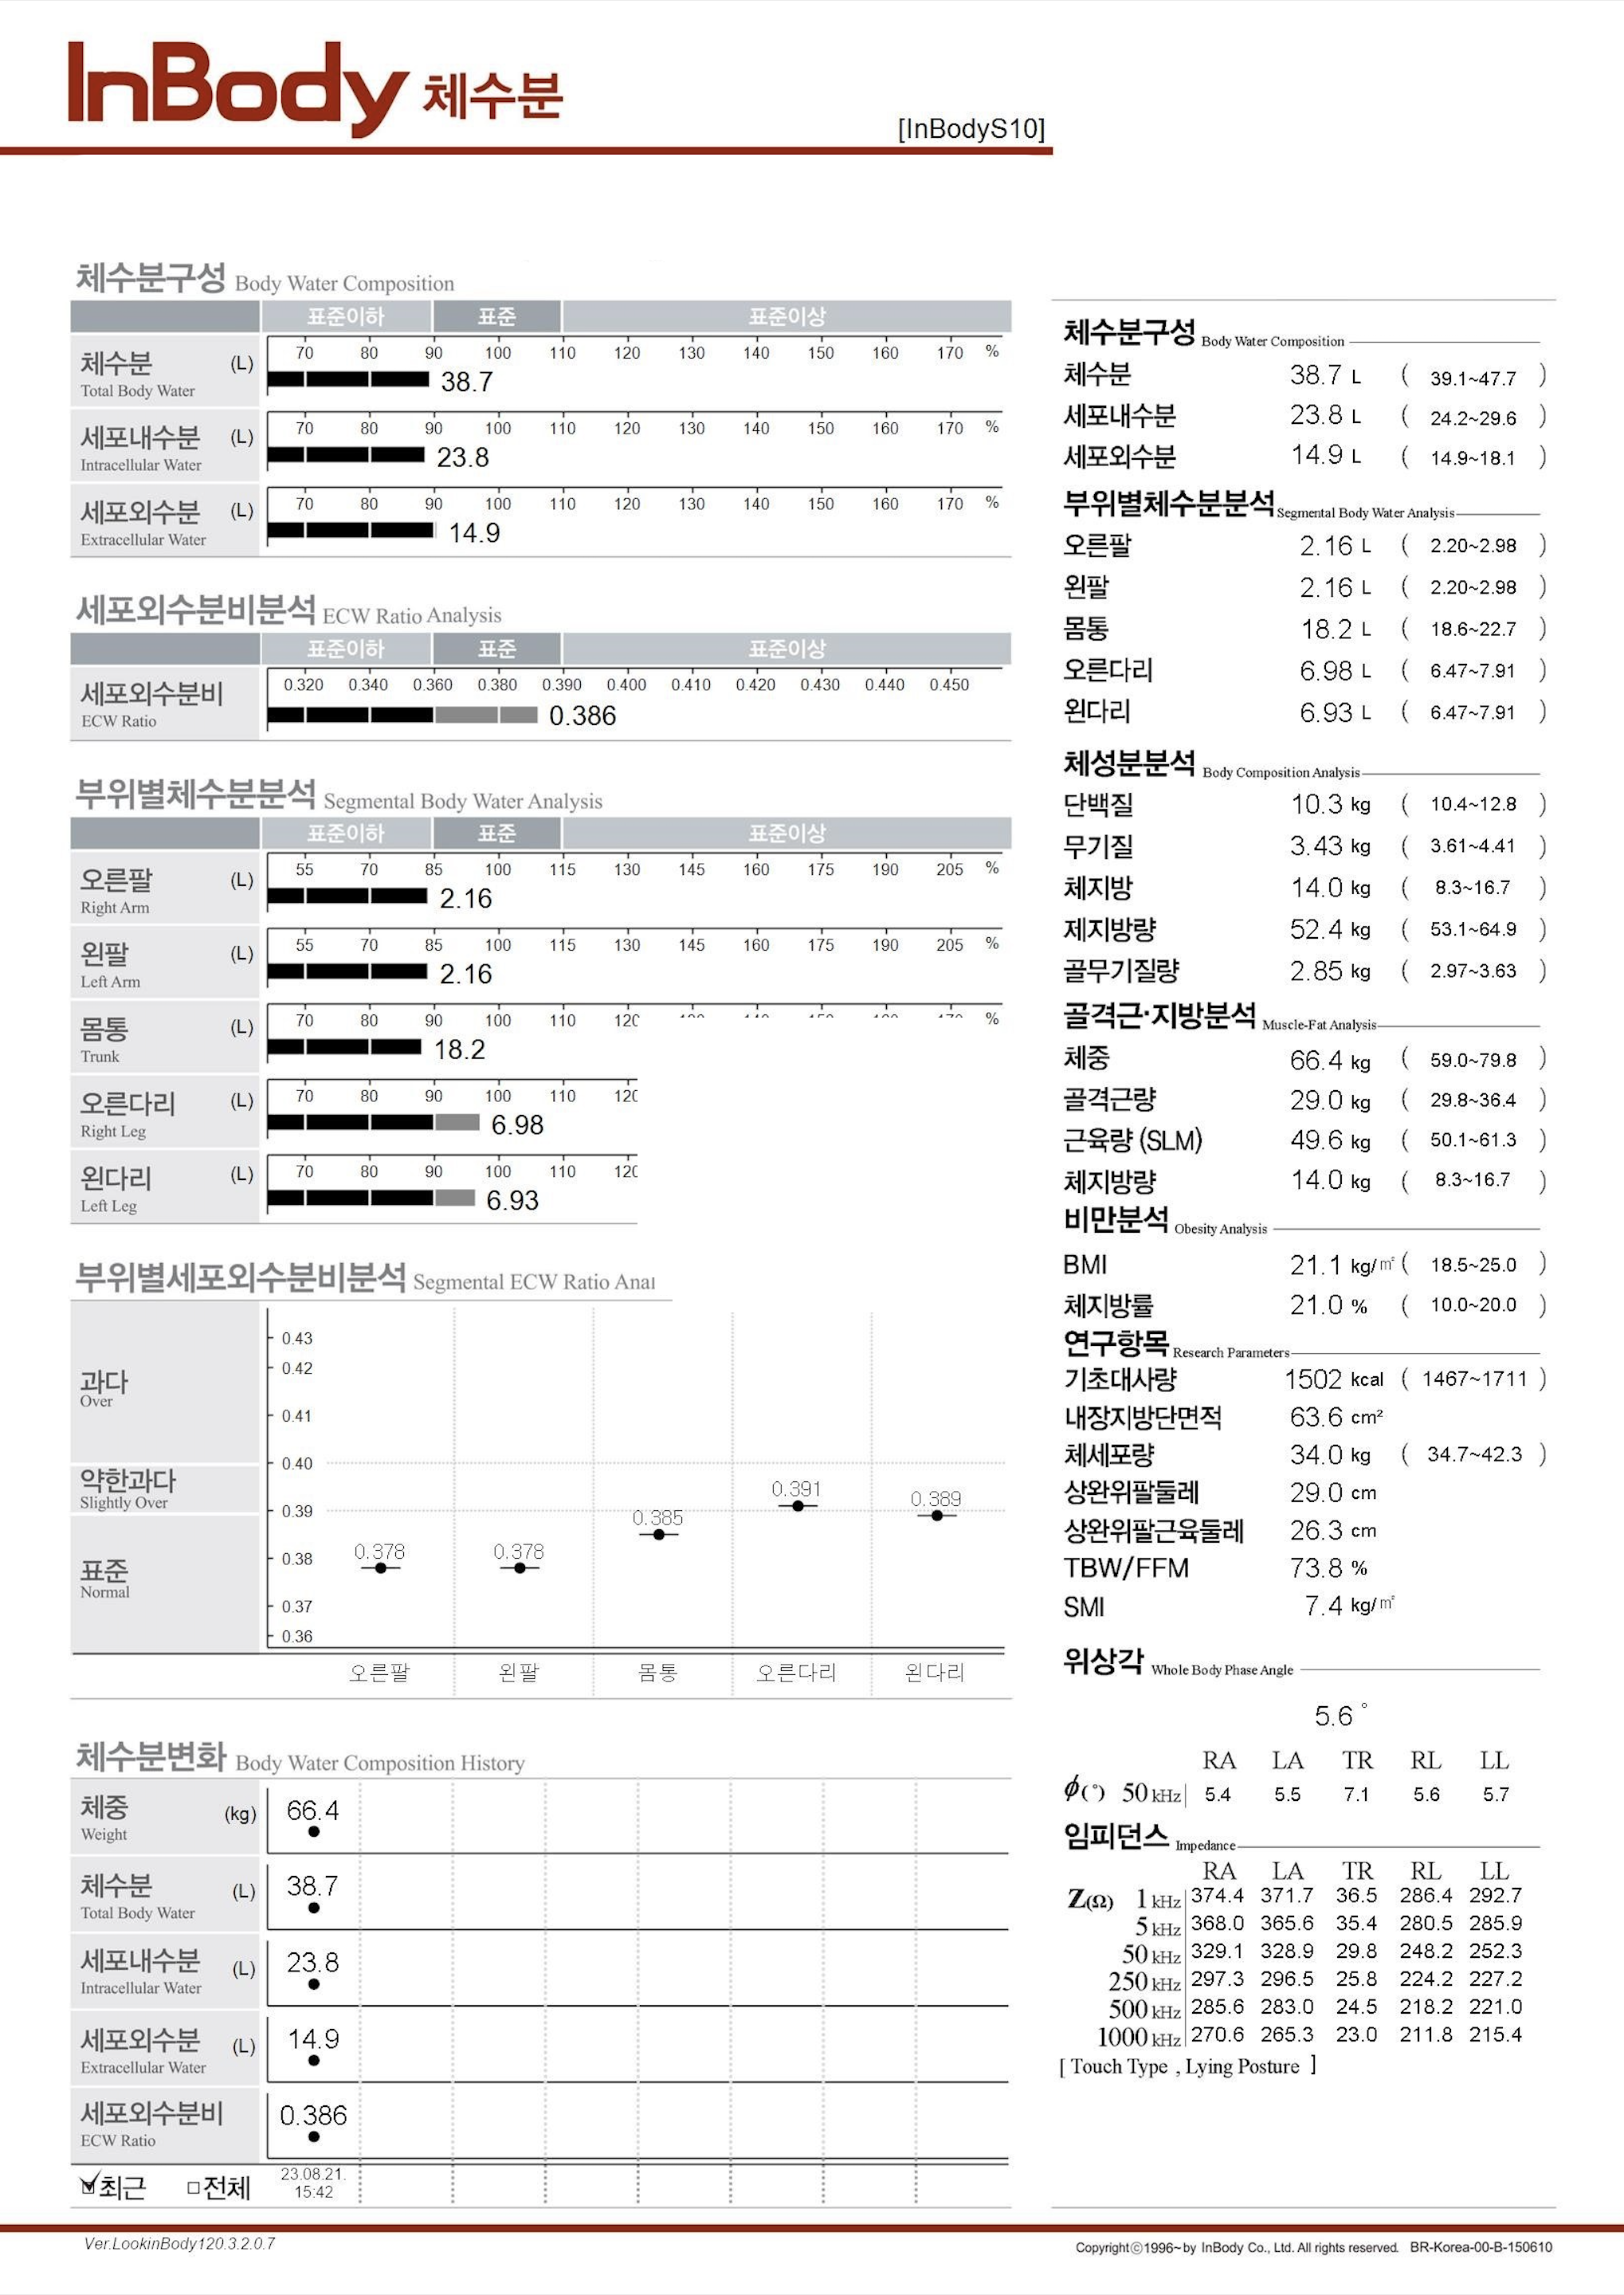 InBody 체수분
[InBodyS10]
체수분구성 Body Water Composition
표준이하 표준 표준이상
체수분 (L) 70 80 90 100 110 120 130 140 150 160 170 %
Total Body Water 38.7
세포내수분 (L) 70 80 90 100 110 120 130 140 150 160 170 %
Intracellular Water 23.8
세포외수분 (L) 70 80 90 100 110 120 130 140 150 160 170 %
Extracellular Water 14.9
세포외수분비분석 ECW Ratio Analysis
표준이하 표준 표준이상
세포외수분비 0.320 0.340 0.360 0.380 0.390 0.400 0.410 0.420 0.430 0.440 0.450
ECW Ratio 0.386
부위별체수분분석 Segmental Body Water Analysis
표준이하 표준 표준이상
오른팔 (L) 55 70 85 100 115 130 145 160 175 190 205 %
Right Arm 2.16
왼팔 (L) 55 70 85 100 115 130 145 160 175 190 205 %
Left Arm 2.16
몸통 (L) 70 80 90 100 110 %
Trunk 18.2
오른다리 (L) 70 80 90 100 110
Right Leg 6.98
왼다리 (L) 70 80 90 100 110
Left Leg 6.93
부위별세포외수분비분석 Segmental ECW Ratio
과다
Over
약한과다
Slightly Over
표준
Normal
0.43
0.42
0.41
0.40
0.39
0.38
0.37
0.36
0.378 0.378 0.385 0.391 0.389
오른팔 왼팔 몸통 오른다리 왼다리
체수분변화 Body Water Composition History
체중 (kg) 66.4
Weight
체수분 (L) 38.7
Total Body Water
세포내수분 (L) 23.8
Intracellular Water
세포외수분 (L) 14.9
Extracellular Water
세포외수분비 0.386
ECW Ratio
최근 전체 23.08.21.
15:42
체수분구성 Body Water Composition
체수분 38.7 L ( 39.1~47.7 )
세포내수분 23.8 L ( 24.2~29.6 )
세포외수분 14.9 L ( 14.9~18.1 )
부위별체수분분석 Segmental Body Water Analysis
오른팔 2.16 L ( 2.20~2.98 )
왼팔 2.16 L ( 2.20~2.98 )
몸통 18.2 L ( 18.6~22.7 )
오른다리 6.98 L ( 6.47~7.91 )
왼다리 6.93 L ( 6.47~7.91 )
체성분분석 Body Composition Analysis
단백질 10.3 kg ( 10.4~12.8 )
무기질 3.43 kg ( 3.61~4.41 )
체지방 14.0 kg ( 8.3~16.7 )
제지방량 52.4 kg ( 53.1~64.9 )
골무기질량 2.85 kg ( 2.97~3.63 )
골격근·지방분석 Muscle-Fat Analysis
체중 66.4 kg ( 59.0~79.8 )
골격근량 29.0 kg ( 29.8~36.4 )
근육량 (SLM) 49.6 kg ( 50.1~61.3 )
체지방량 14.0 kg ( 8.3~16.7 )
비만분석 Obesity Analysis
BMI 21.1 kg/㎡ ( 18.5~25.0 )
체지방률 21.0 % ( 10.0~20.0 )
연구항목 Research Parameters
기초대사량 1502 kcal ( 1467~1711 )
내장지방단면적 63.6 cm²
체세포량 34.0 kg ( 34.7~42.3 )
상완위팔둘레 29.0 cm
상완위팔근육둘레 26.3 cm
TBW/FFM 73.8 %
SMI 7.4 kg/㎡
위상각 Whole Body Phase Angle
5.6 °
RA LA TR RL LL
ϕ(°) 50 kHz 5.4 5.5 7.1 5.6 5.7
임피던스 Impedance
RA LA TR RL LL
Z(Ω) 1 kHz 374.4 371.7 36.5 286.4 292.7
5 kHz 368.0 365.6 35.4 280.5 285.9
50 kHz 329.1 328.9 29.8 248.2 252.3
250 kHz 297.3 296.5 25.8 224.2 227.2
500 kHz 285.6 283.0 24.5 218.2 221.0
1000 kHz 270.6 265.3 23.0 211.8 215.4
[ Touch Type , Lying Posture ]
Ver.LookinBody120.3.2.0.7
Copyright ⓒ 1996~ by InBody Co., Ltd. All rights reserved. BR-Korea-00-B-150610